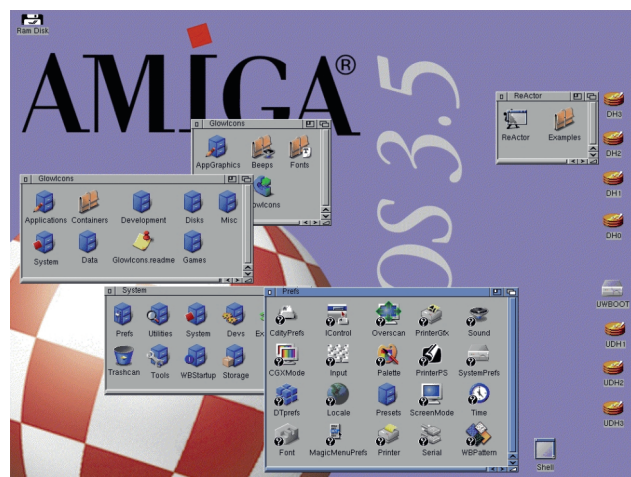 Ram Disk
AMIGA®
OS 3.5
ReActor
ReActor Examples
DH3
DH2
DH1
DH0
UWBOOT
UDH1
UDH2
UDH3
GlowIcons
AppGraphics Beeps Fonts
GlowIcons
Applications Containers Development Disks Misc
System Data GlowIcons.readme Games
System
Prefs Utilities System Devs
Trashcan Tools WBStartup Storage
Prefs
CdityPrefs IControl Overscan PrinterGfx Sound
CGXMode Input Palette PrinterPS SystemPrefs
DTprefs Locale Presets ScreenMode Time
Font MagicMenuPrefs Printer Serial WBPattern
Shell